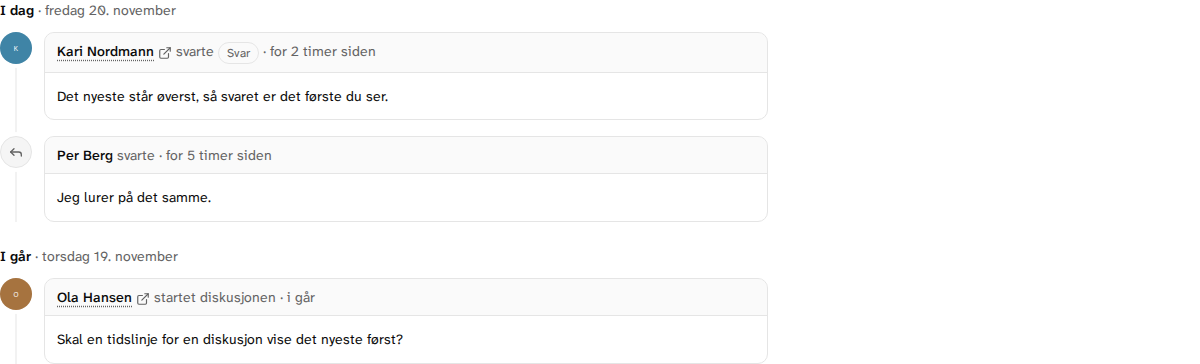 I dag · fredag 20. november
K
Kari Nordmann svarte Svar · for 2 timer siden
Det nyeste står øverst, så svaret er det første du ser.
Per Berg svarte · for 5 timer siden
Jeg lurer på det samme.
I går · torsdag 19. november
O
Ola Hansen startet diskusjonen · i går
Skal en tidslinje for en diskusjon vise det nyeste først?